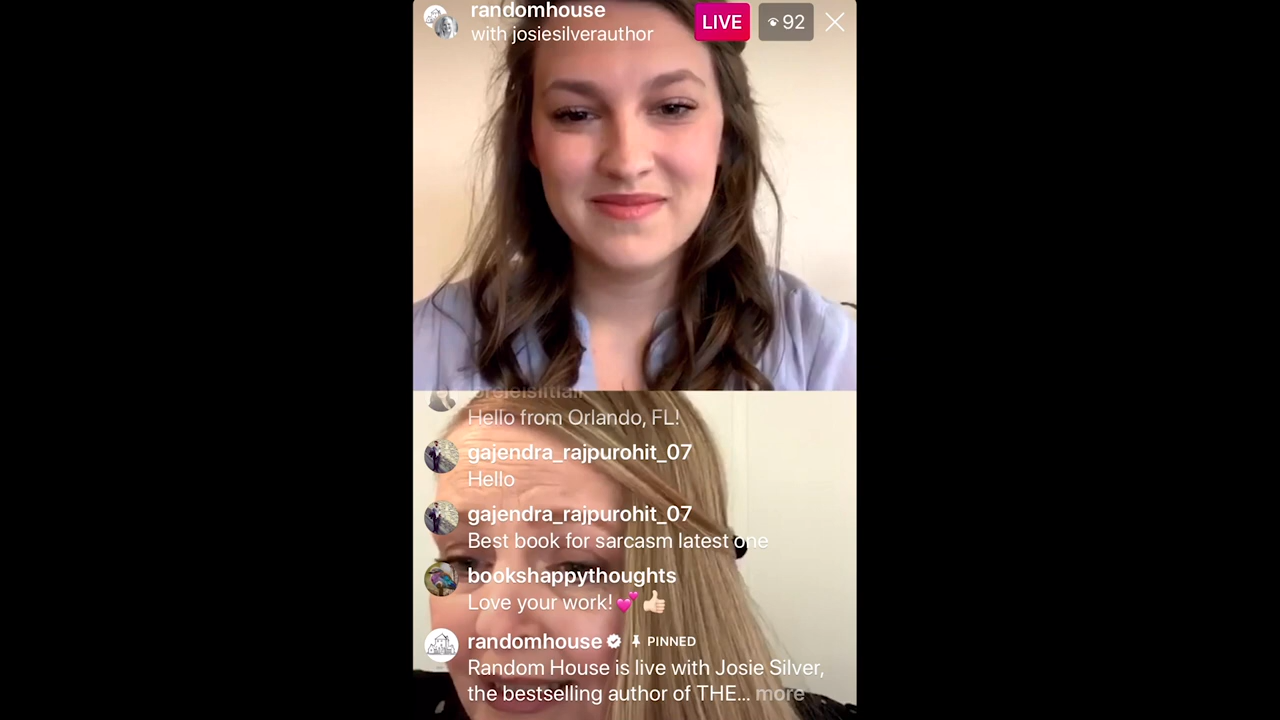 randomhouse
with josiesilverauthor
LIVE
92
Hello from Orlando, FL!
gajendra_rajpurohit_07
Hello
gajendra_rajpurohit_07
Best book for sarcasm latest one
bookshappythoughts
Love your work!💕👍🏻
randomhouse PINNED
Random House is live with Josie Silver,
the bestselling author of THE... more